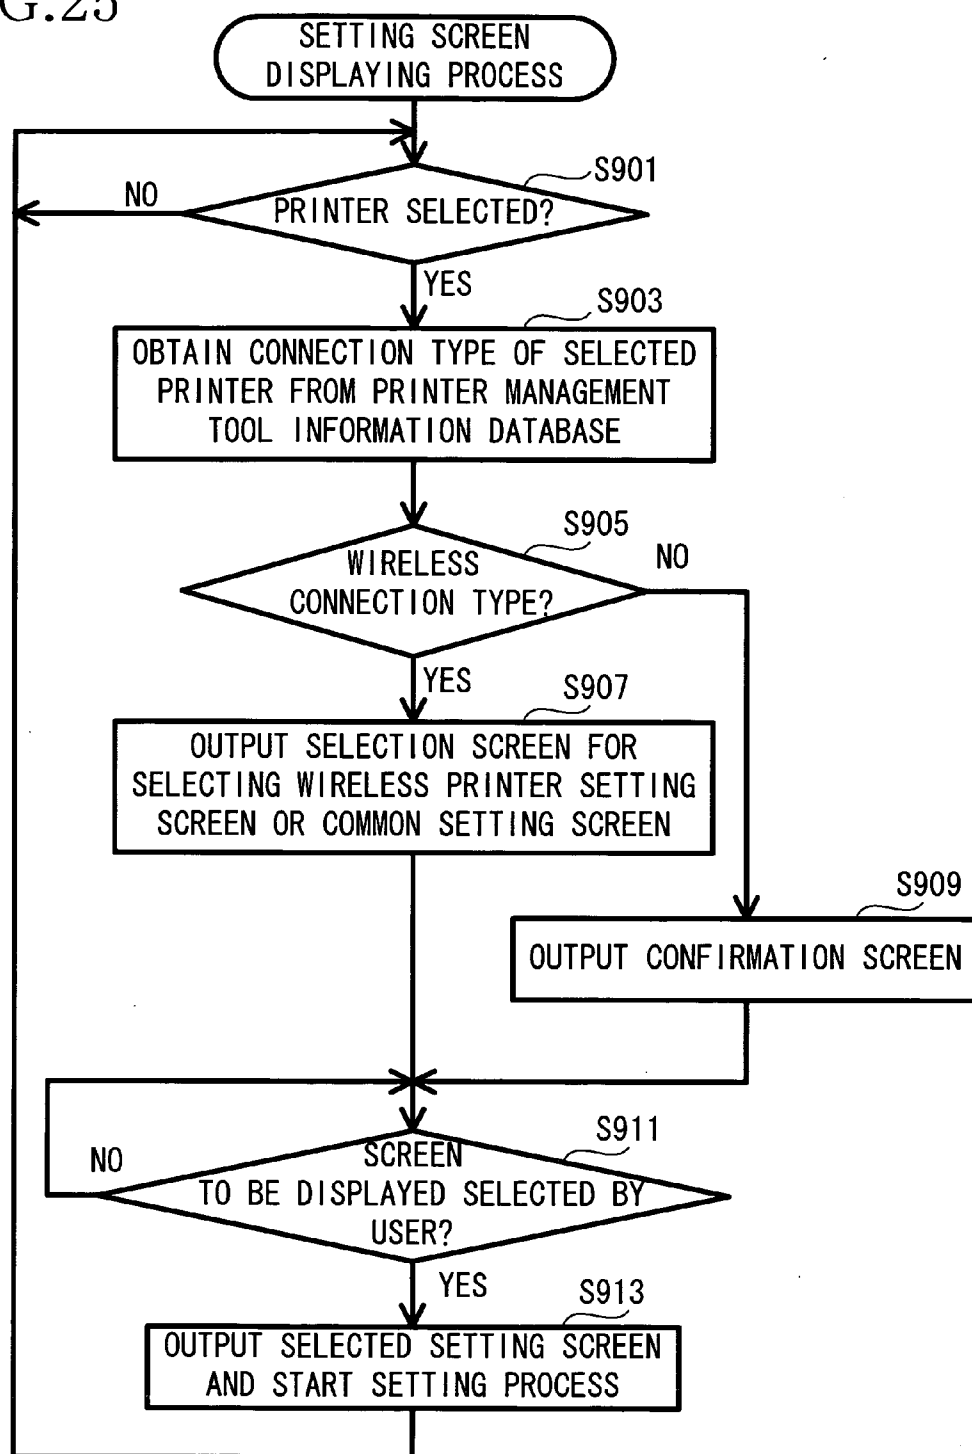 G.25
SETTING SCREEN
DISPLAYING PROCESS
S901
NO
PRINTER SELECTED?
YES
S903
OBTAIN CONNECTION TYPE OF SELECTED
PRINTER FROM PRINTER MANAGEMENT
TOOL INFORMATION DATABASE
S905
NO
WIRELESS
CONNECTION TYPE?
YES
S907
OUTPUT SELECTION SCREEN FOR
SELECTING WIRELESS PRINTER SETTING
SCREEN OR COMMON SETTING SCREEN
S909
OUTPUT CONFIRMATION SCREEN
S911
NO
SCREEN
TO BE DISPLAYED SELECTED BY
USER?
YES
S913
OUTPUT SELECTED SETTING SCREEN
AND START SETTING PROCESS